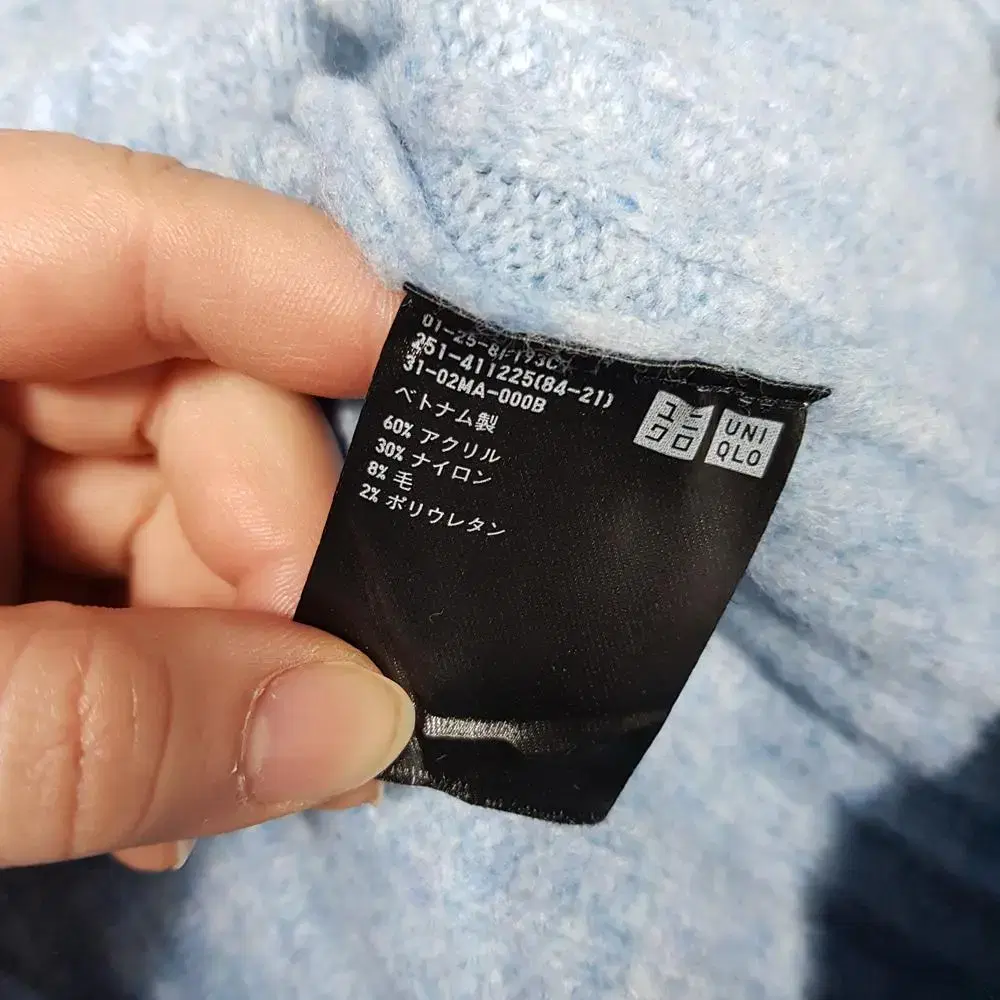 251-411225(84-21)
31-02MA-000B
ベトナム製
60% アクリル
30% ナイロン
8% 毛
2% ポリウレタン
ユニ
クロ
UNI
QLO